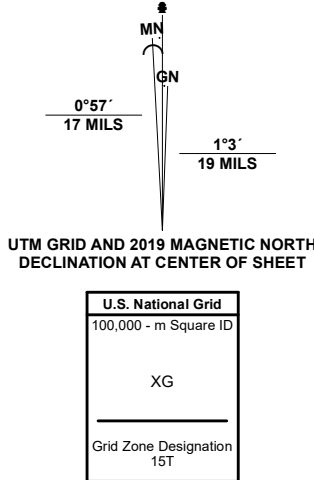 MN
GN
0°57´
17 MILS
1°3´
19 MILS
UTM GRID AND 2019 MAGNETIC NORTH
DECLINATION AT CENTER OF SHEET
U.S. National Grid
100,000 - m Square ID
XG
Grid Zone Designation
15T